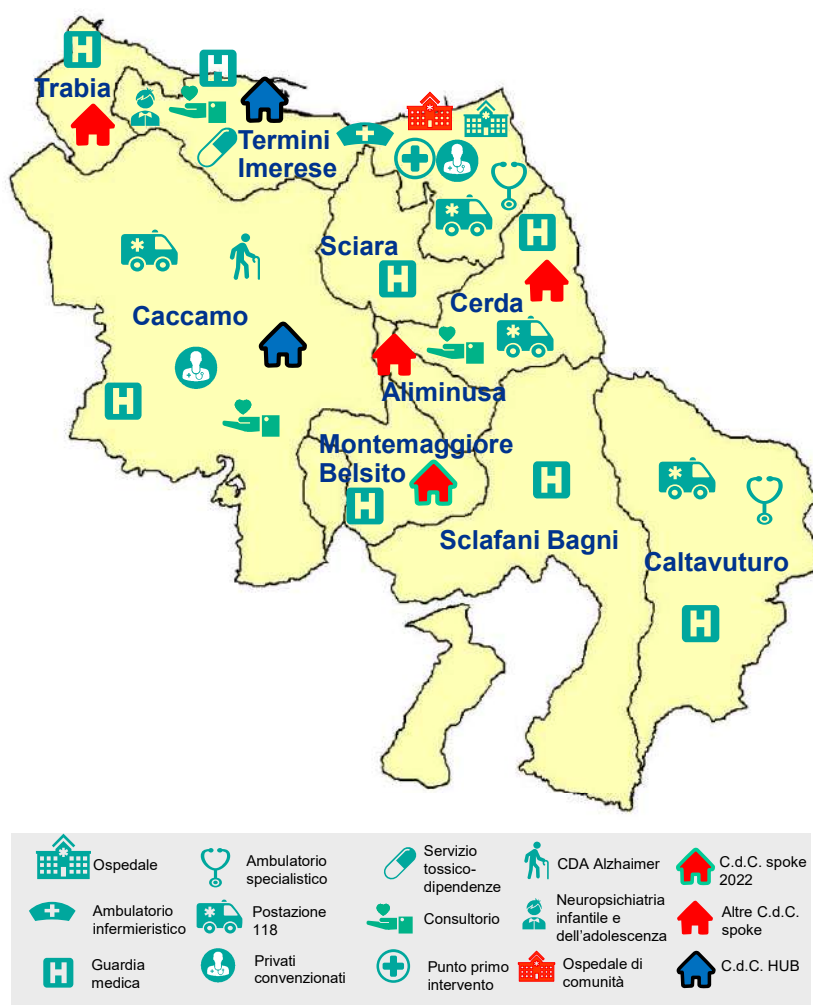 Trabia
Termini
Imerese
Sciara
Cerda
Caccamo
Aliminusa
Montemaggiore
Belsito
Sclafani Bagni
Caltavuturo
Ospedale
Ambulatorio
specialistico
Servizio
tossico-
dipendenze
CDA Alzhaimer
C.d.C. spoke
2022
Ambulatorio
infermieristico
Postazione
118
Consultorio
Neuropsichiatria
infantile e
dell'adolescenza
Altre C.d.C.
spoke
Guardia
medica
Privati
convenzionati
Punto primo
intervento
Ospedale di
comunità
C.d.C. HUB